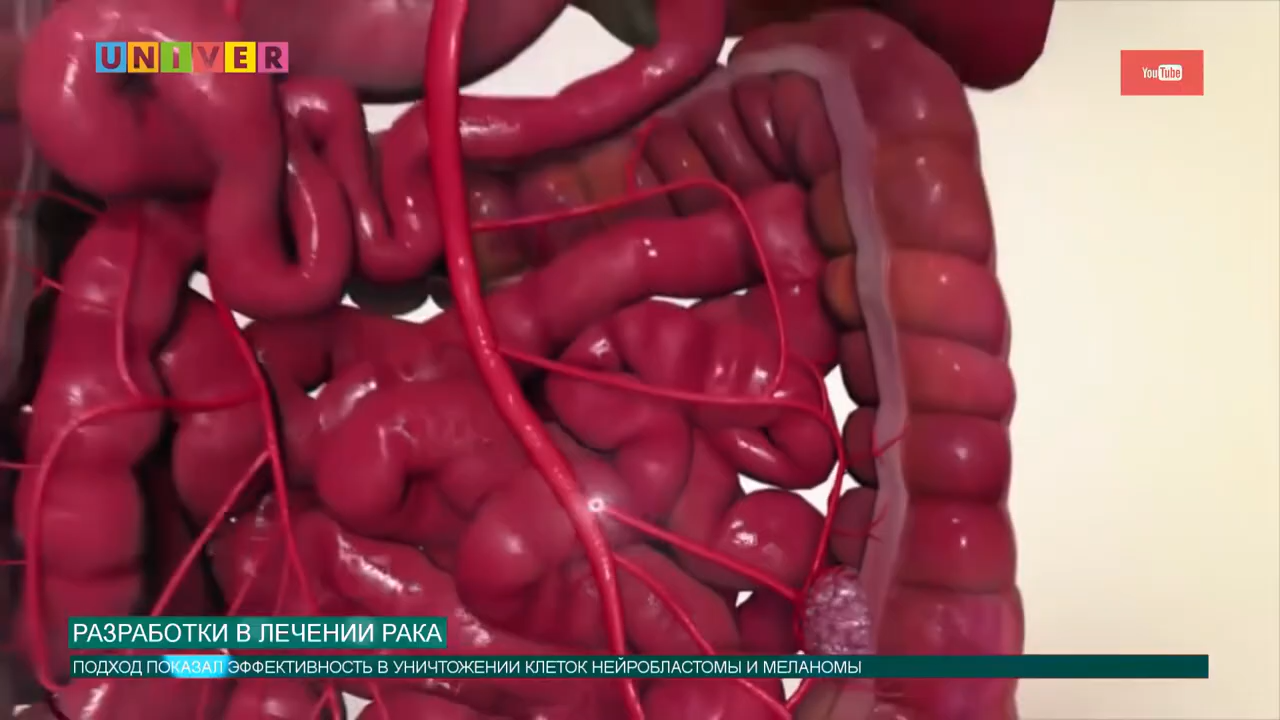 UNIVER
YouTube
РАЗРАБОТКИ В ЛЕЧЕНИИ РАКА
ПОДХОД ПОКАЗАЛ ЭФФЕКТИВНОСТЬ В УНИЧТОЖЕНИИ КЛЕТОК НЕЙРОБЛАСТОМЫ И МЕЛАНОМЫ